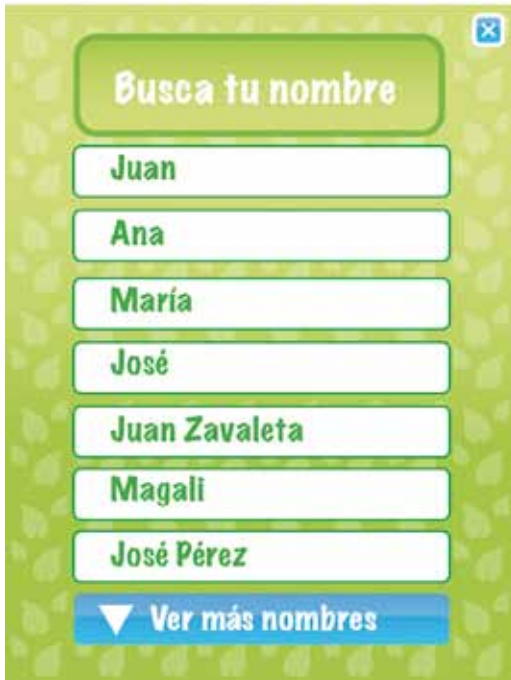 Busca tu nombre
Juan
Ana
María
José
Juan Zavaleta
Magali
José Pérez
Ver más nombres